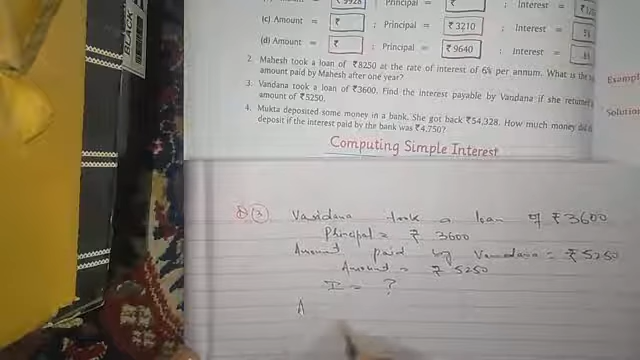 ₹ 9928 Principal = ₹ Interest = ₹
(c) Amount = ₹ ; Principal = ₹ 3210 ; Interest =
(d) Amount = ₹ ; Principal = ₹ 9640 ; Interest =
2. Mahesh took a loan of ₹8250 at the rate of interest of 6% per annum. What is the
amount paid by Mahesh after one year?
3. Vandana took a loan of ₹3600. Find the interest payable by Vandana if she returned
amount of ₹5250.
4. Mukta deposited some money in a bank. She got back ₹54,328. How much money did
deposit if the interest paid by the bank was ₹4,750?
Computing Simple Interest
Exampl
Solution
BLACK
Q (3) Vandana took a loan of ₹3600
Principal = ₹ 3600
Amount paid by Vandana = ₹5250
Amount = ₹ 5250
I = ?
A